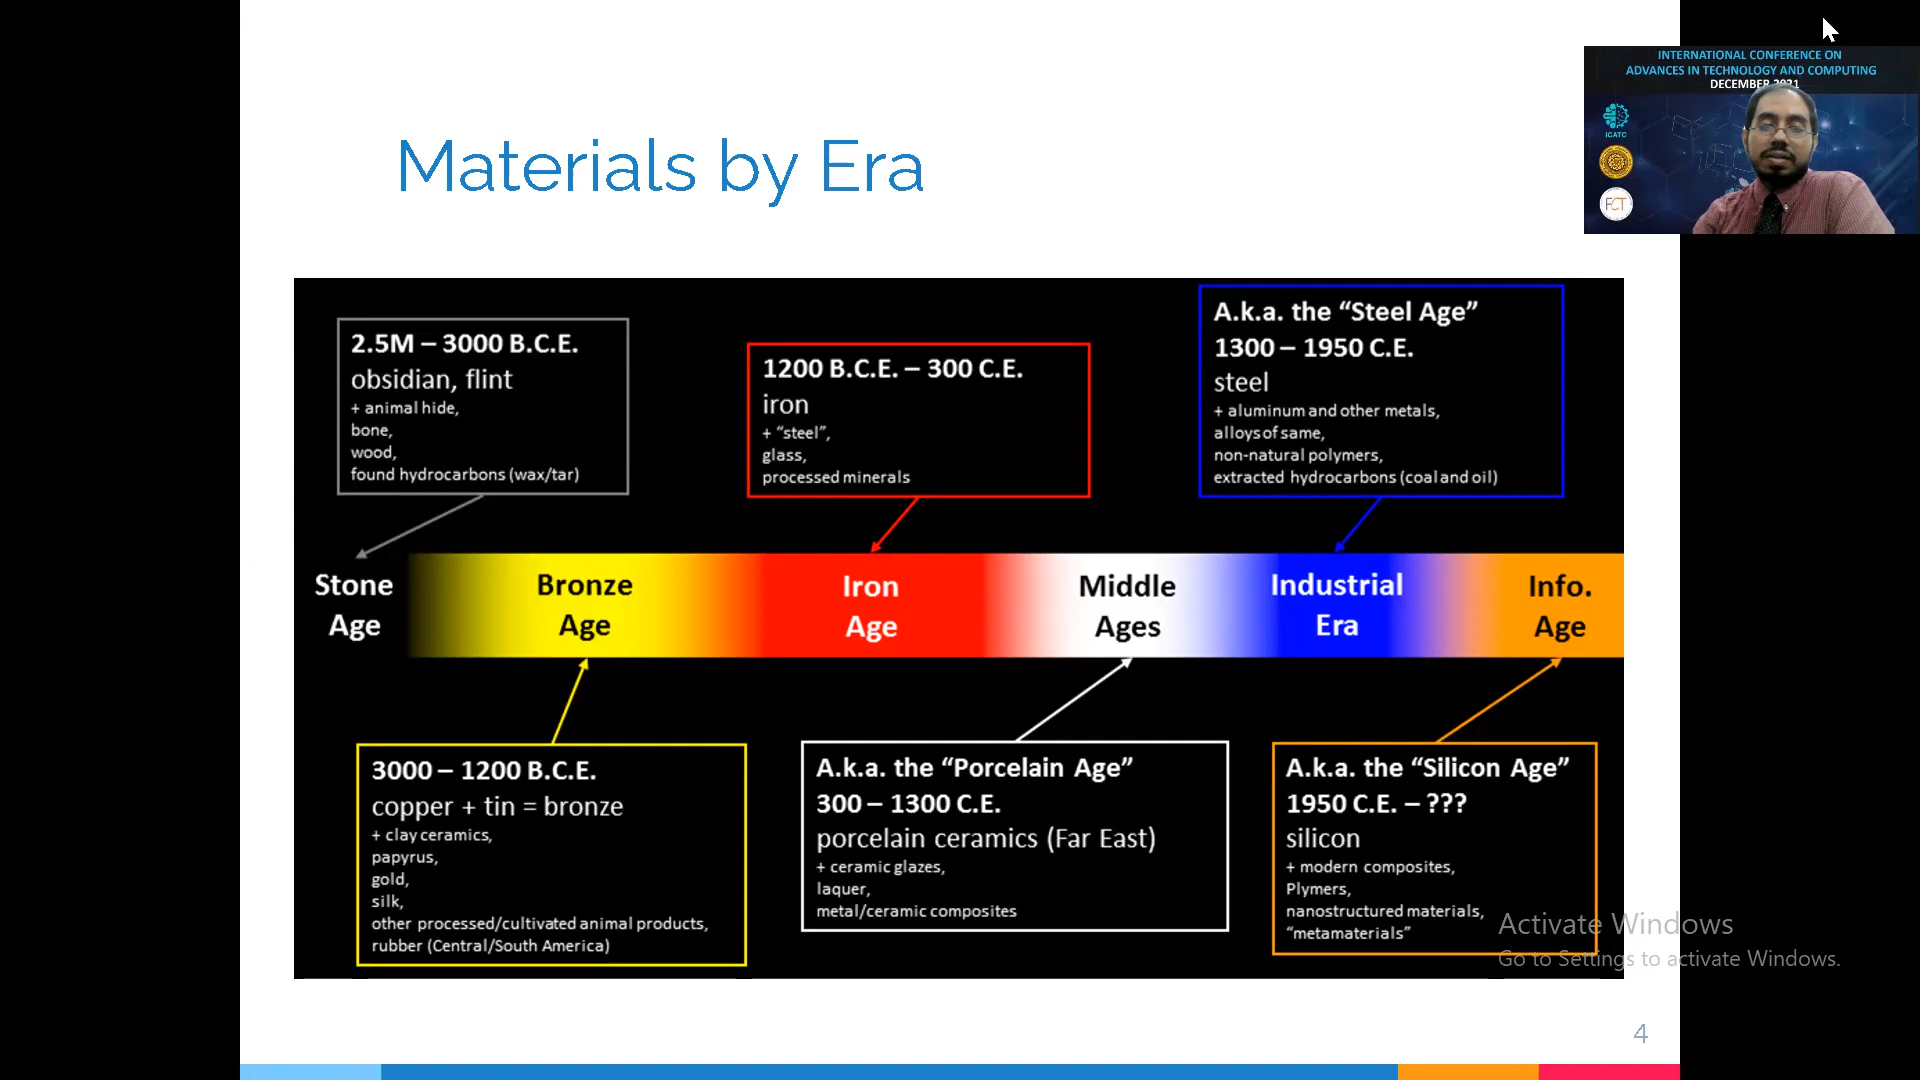 INTERNATIONAL CONFERENCE ON
ADVANCES IN TECHNOLOGY AND COMPUTING
DECEMBER 2021
ICATC
FCT
Materials by Era
2.5M – 3000 B.C.E.
obsidian, flint
+ animal hide,
bone,
wood,
found hydrocarbons (wax/tar)
1200 B.C.E. – 300 C.E.
iron
+ “steel”,
glass,
processed minerals
A.k.a. the “Steel Age”
1300 – 1950 C.E.
steel
+ aluminum and other metals,
alloys of same,
non-natural polymers,
extracted hydrocarbons (coal and oil)
Stone
Age
Bronze
Age
Iron
Age
Middle
Ages
Industrial
Era
Info.
Age
3000 – 1200 B.C.E.
copper + tin = bronze
+ clay ceramics,
papyrus,
gold,
silk,
other processed/cultivated animal products,
rubber (Central/South America)
A.k.a. the “Porcelain Age”
300 – 1300 C.E.
porcelain ceramics (Far East)
+ ceramic glazes,
laquer,
metal/ceramic composites
A.k.a. the “Silicon Age”
1950 C.E. – ???
silicon
+ modern composites,
Plymers,
nanostructured materials,
“metamaterials”
Activate Windows
Go to Settings to activate Windows.
4